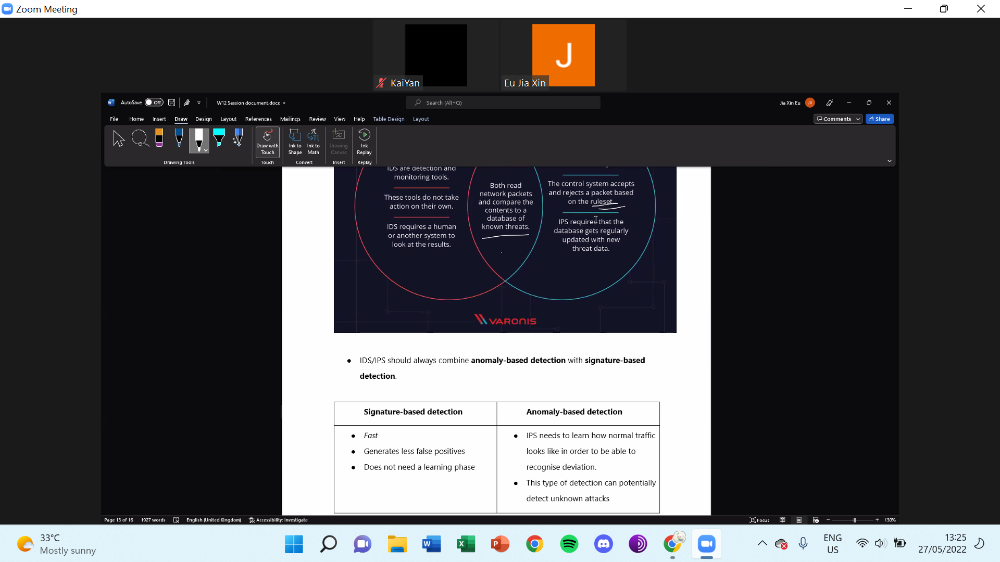 Zoom Meeting
J
KaiYan
Eu Jia Xin
AutoSave Off
W12 Session document.docx
Search (Alt+Q)
Jia Xin Eu
JX
File Home Insert Draw Design Layout References Mailings Review View Help Table Design Layout
Comments
Share
Draw with Touch
Ink to Shape
Ink to Math
Drawing Canvas
Ink Replay
Drawing Tools
Touch
Convert
Insert
Replay
IDS are detection and
monitoring tools.
These tools do not take
action on their own.
IDS requires a human
or another system to
look at the results.
Both read
network packets
and compare the
contents to a
database of
known threats.
The control system accepts
and rejects a packet based
on the ruleset.
IPS requires that the
database gets regularly
updated with new
threat data.
VARONIS
IDS/IPS should always combine anomaly-based detection with signature-based
detection.
Signature-based detection
Fast
Generates less false positives
Does not need a learning phase
Anomaly-based detection
IPS needs to learn how normal traffic
looks like in order to be able to
recognise deviation.
This type of detection can potentially
detect unknown attacks
Page 13 of 16 1927 words English (United Kingdom) Accessibility: Investigate
Focus
130%
33°C
Mostly sunny
ENG
US
13:25
27/05/2022